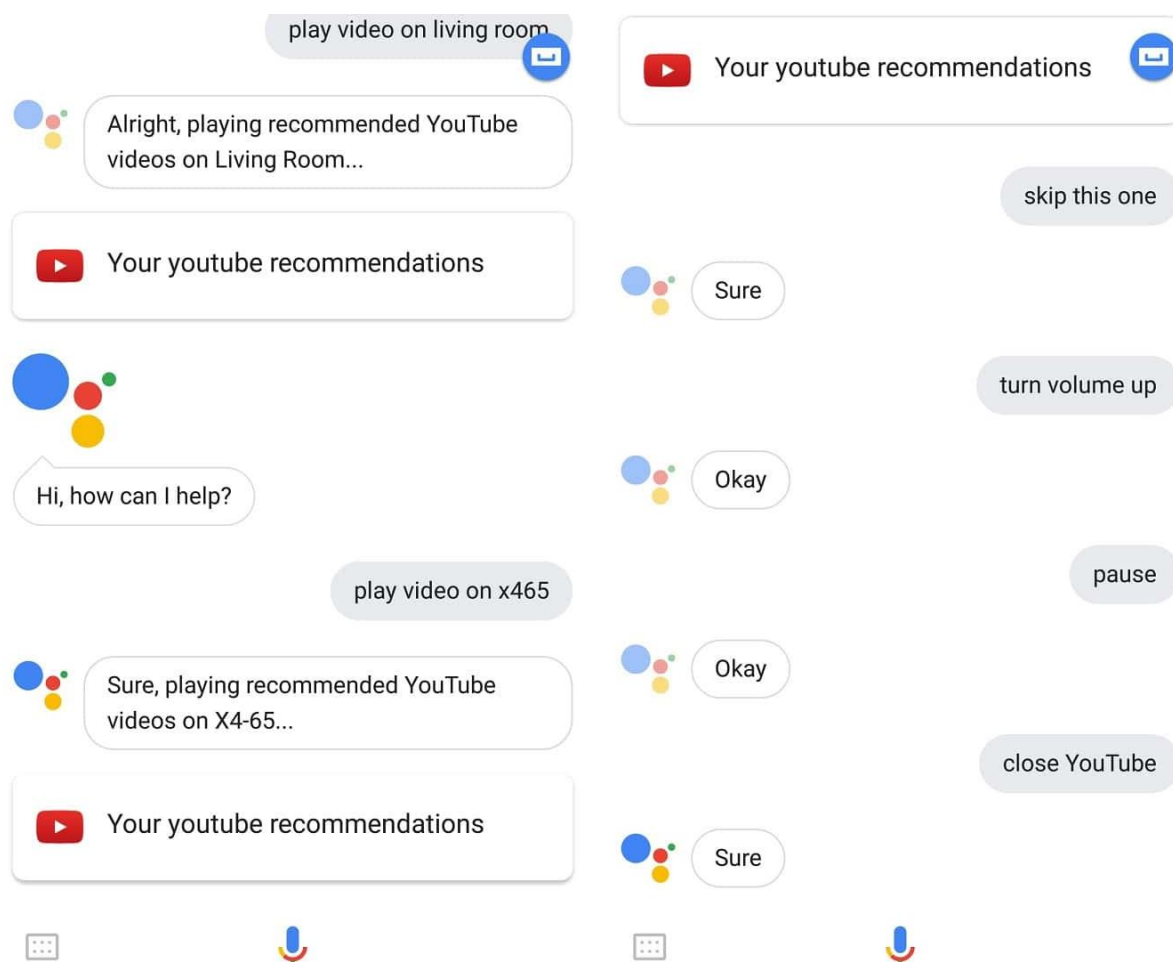 play video on living room
Alright, playing recommended YouTube
videos on Living Room...
Your youtube recommendations
Hi, how can I help?
play video on x465
Sure, playing recommended YouTube
videos on X4-65...
Your youtube recommendations
Your youtube recommendations
skip this one
Sure
turn volume up
Okay
pause
Okay
close YouTube
Sure